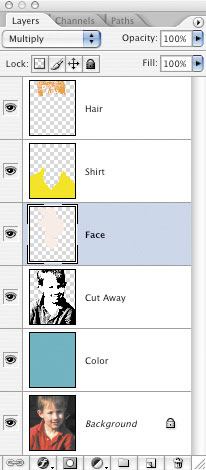 Layers Channels Paths
Multiply Opacity: 100%
Lock: Fill: 100%
Hair
Shirt
Face
Cut Away
Color
Background